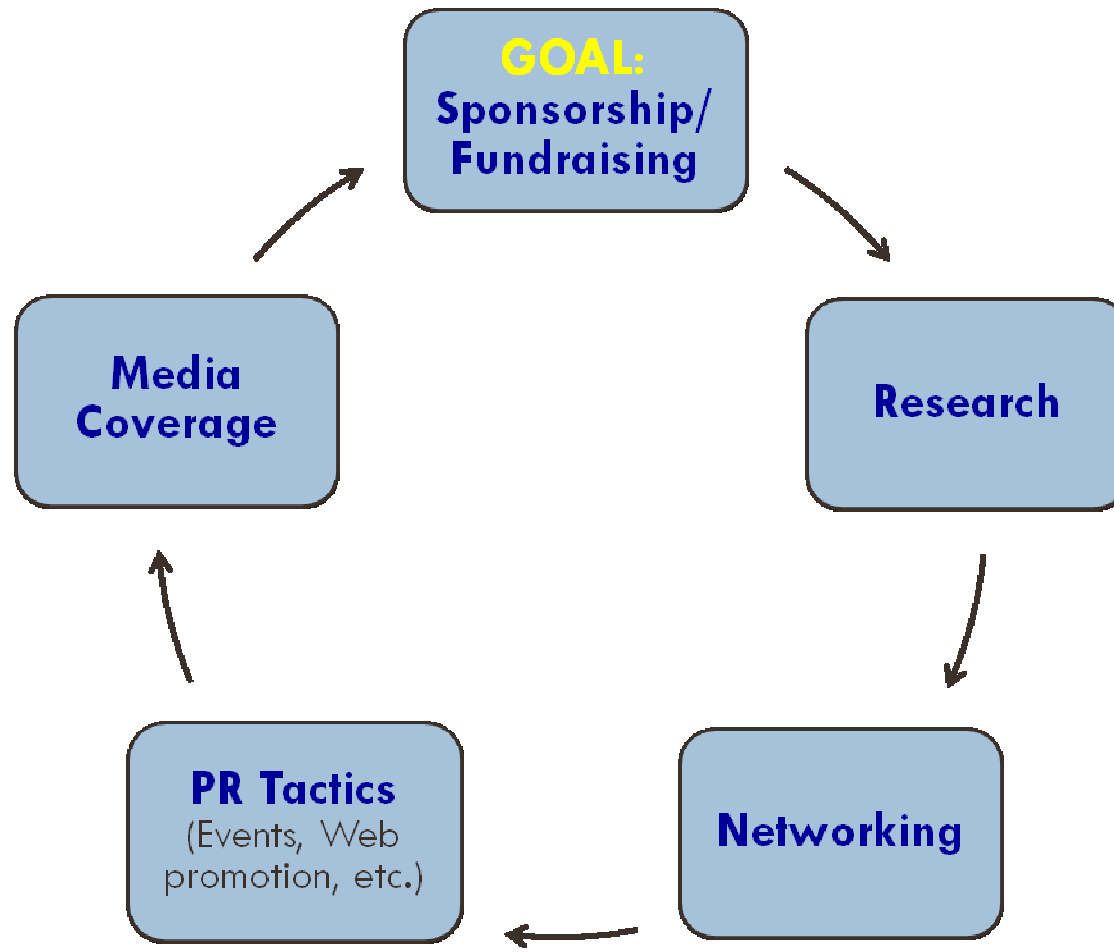 GOAL:
Sponsorship/
Fundraising
Research
Networking
PR Tactics
(Events, Web
promotion, etc.)
Media
Coverage